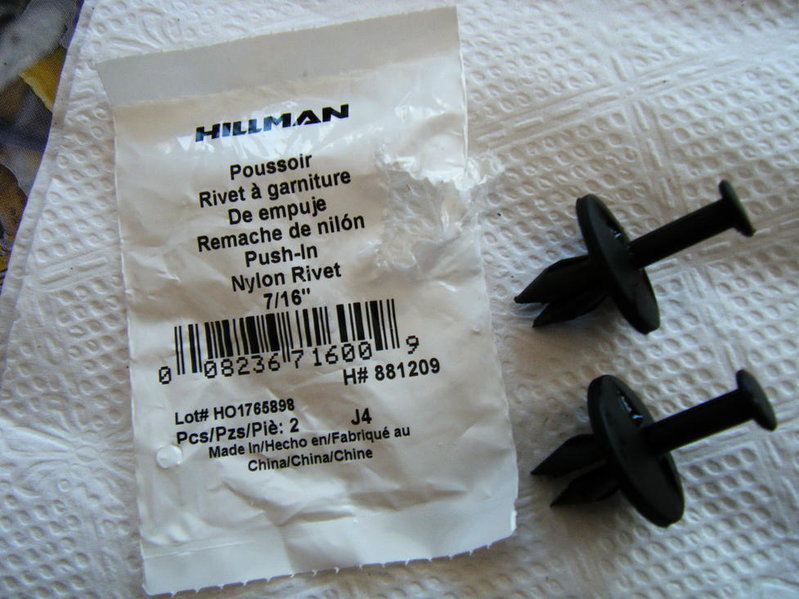 HILLMAN
Poussoir
Rivet à garniture
De empuje
Remache de nilón
Push-In
Nylon Rivet
7/16"
0 08236 71600 9
H# 881209
Lot# HO1765898
Pcs/Pzs/Piè: 2 J4
Made In/Hecho en/Fabriqué au
China/China/Chine